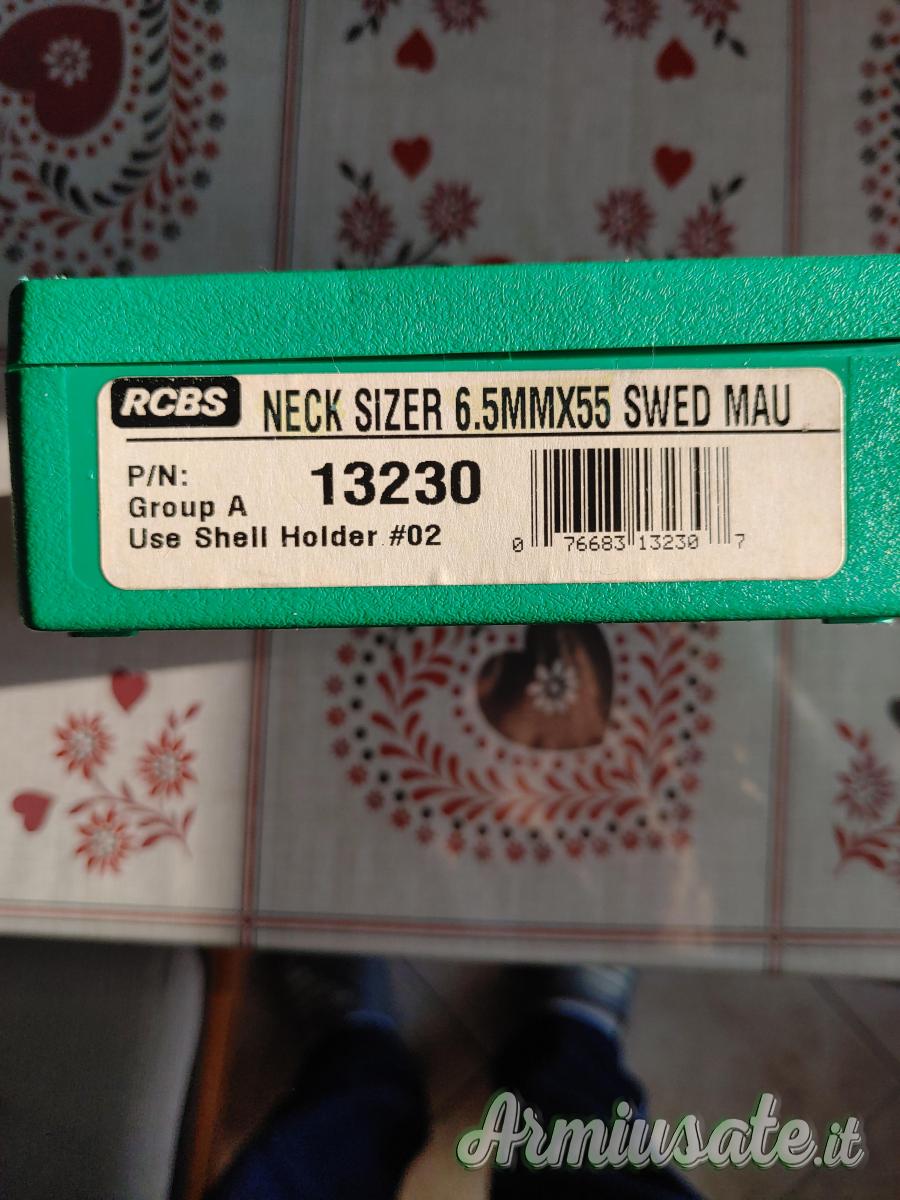 RCBS NECK SIZER 6.5MMX55 SWED MAU
P/N: 13230
Group A
Use Shell Holder #02
0 76683 13230 7
Armiusate.it